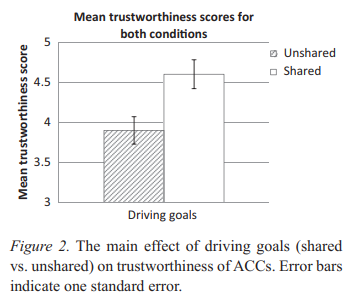 Mean trustworthiness scores for
both conditions
Mean trustworthiness score
5
4.5
4
3.5
3
Unshared
Shared
Driving goals
Figure 2. The main effect of driving goals (shared
vs. unshared) on trustworthiness of ACCs. Error bars
indicate one standard error.